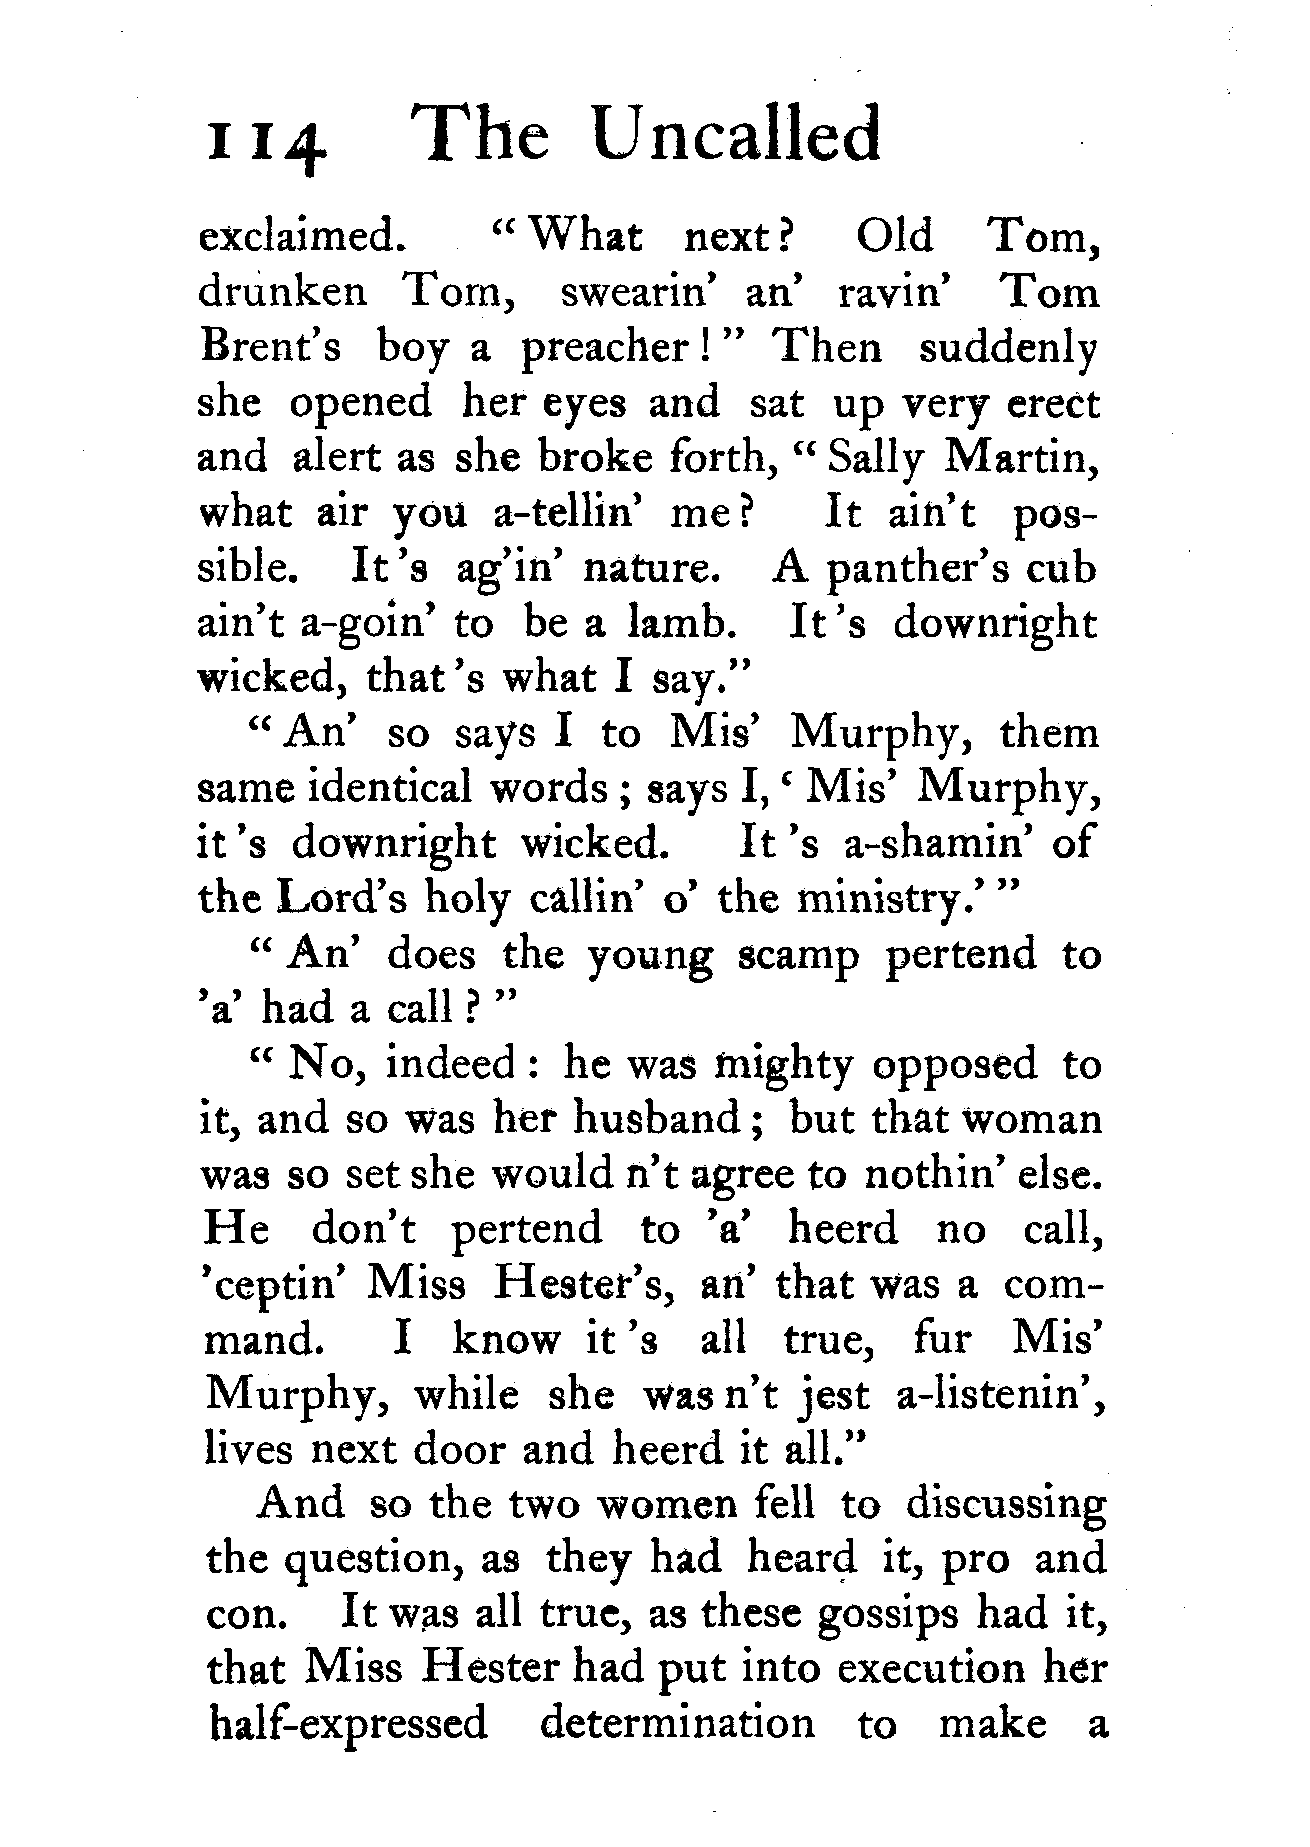 114 The Uncalled
exclaimed. “ What next? Old Tom,
drunken Tom, swearin’ an’ ravin’ Tom
Brent’s boy a preacher ! ” Then suddenly
she opened her eyes and sat up very erect
and alert as she broke forth, “ Sally Martin,
what air you a-tellin’ me ? It ain’t pos-
sible. It ’s ag’in’ nature. A panther’s cub
ain’t a-goin’ to be a lamb. It ’s downright
wicked, that ’s what I say.”
“ An’ so says I to Mis’ Murphy, them
same identical words ; says I, ‘ Mis’ Murphy,
it ’s downright wicked. It ’s a-shamin’ of
the Lord’s holy callin’ o’ the ministry.’ ”
“ An’ does the young scamp pertend to
’a’ had a call ? ”
“ No, indeed : he was mighty opposed to
it, and so was her husband ; but that woman
was so set she would n’t agree to nothin’ else.
He don’t pertend to ’a’ heerd no call,
’ceptin’ Miss Hester’s, an’ that was a com-
mand. I know it ’s all true, fur Mis’
Murphy, while she was n’t jest a-listenin’,
lives next door and heerd it all.”
And so the two women fell to discussing
the question, as they had heard it, pro and
con. It was all true, as these gossips had it,
that Miss Hester had put into execution her
half-expressed determination to make a